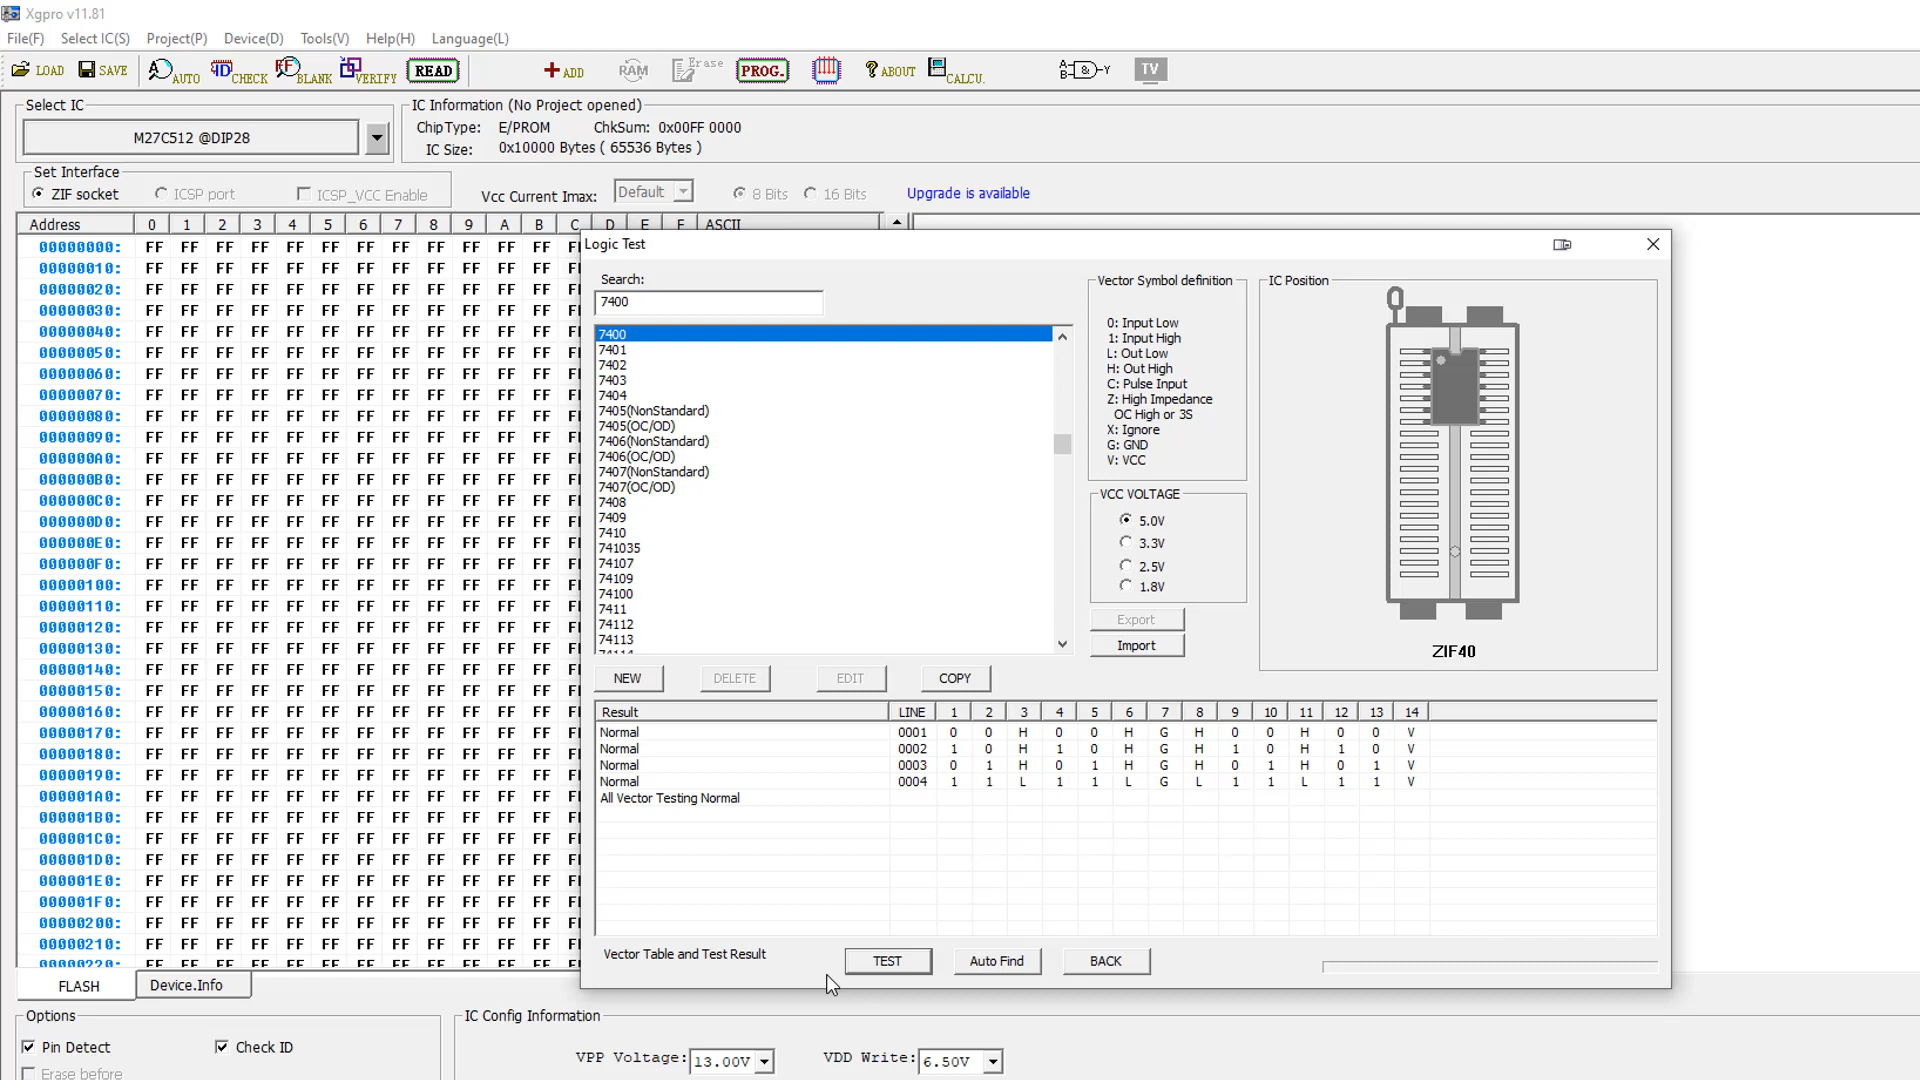 Xgpro v11.81
File(F) Select IC(S) Project(P) Device(D) Tools(V) Help(H) Language(L)
LOAD SAVE AUTO CHECK BLANK VERIFY READ ADD RAM Erase PROG. ABOUT CALCU. TV
Select IC
M27C512 @DIP28
IC Information (No Project opened)
ChipType: E/PROM ChkSum: 0x00FF 0000
IC Size: 0x10000 Bytes ( 65536 Bytes )
Set Interface
ZIF socket ICSP port ICSP_VCC Enable Vcc Current Imax: Default 8 Bits 16 Bits Upgrade is available
Address 0 1 2 3 4 5 6 7 8 9 A B C D E F ASCII
00000000: FF FF FF FF FF FF FF FF FF FF FF FF
00000010: FF FF FF FF FF FF FF FF FF FF FF FF
00000020: FF FF FF FF FF FF FF FF FF FF FF FF
00000030: FF FF FF FF FF FF FF FF FF FF FF FF
00000040: FF FF FF FF FF FF FF FF FF FF FF FF
00000050: FF FF FF FF FF FF FF FF FF FF FF FF
00000060: FF FF FF FF FF FF FF FF FF FF FF FF
00000070: FF FF FF FF FF FF FF FF FF FF FF FF
00000080: FF FF FF FF FF FF FF FF FF FF FF FF
00000090: FF FF FF FF FF FF FF FF FF FF FF FF
000000A0: FF FF FF FF FF FF FF FF FF FF FF FF
000000B0: FF FF FF FF FF FF FF FF FF FF FF FF
000000C0: FF FF FF FF FF FF FF FF FF FF FF FF
000000D0: FF FF FF FF FF FF FF FF FF FF FF FF
000000E0: FF FF FF FF FF FF FF FF FF FF FF FF
000000F0: FF FF FF FF FF FF FF FF FF FF FF FF
00000100: FF FF FF FF FF FF FF FF FF FF FF FF
00000110: FF FF FF FF FF FF FF FF FF FF FF FF
00000120: FF FF FF FF FF FF FF FF FF FF FF FF
00000130: FF FF FF FF FF FF FF FF FF FF FF FF
00000140: FF FF FF FF FF FF FF FF FF FF FF FF
00000150: FF FF FF FF FF FF FF FF FF FF FF FF
00000160: FF FF FF FF FF FF FF FF FF FF FF FF
00000170: FF FF FF FF FF FF FF FF FF FF FF FF
00000180: FF FF FF FF FF FF FF FF FF FF FF FF
00000190: FF FF FF FF FF FF FF FF FF FF FF FF
000001A0: FF FF FF FF FF FF FF FF FF FF FF FF
000001B0: FF FF FF FF FF FF FF FF FF FF FF FF
000001C0: FF FF FF FF FF FF FF FF FF FF FF FF
000001D0: FF FF FF FF FF FF FF FF FF FF FF FF
000001E0: FF FF FF FF FF FF FF FF FF FF FF FF
000001F0: FF FF FF FF FF FF FF FF FF FF FF FF
00000200: FF FF FF FF FF FF FF FF FF FF FF FF
00000210: FF FF FF FF FF FF FF FF FF FF FF FF
00000220: FF FF FF FF FF FF FF FF FF FF FF FF
FLASH Device.Info
Options
Pin Detect Check ID
Erase before
IC Config Information
VPP Voltage: 13.00V VDD Write: 6.50V
Logic Test
Search:
7400
7400
7401
7402
7403
7404
7405(NonStandard)
7405(OC/OD)
7406(NonStandard)
7406(OC/OD)
7407(NonStandard)
7407(OC/OD)
7408
7409
7410
741035
74107
74109
74100
7411
74112
74113
74114
NEW DELETE EDIT COPY
Vector Symbol definition
0: Input Low
1: Input High
L: Out Low
H: Out High
C: Pulse Input
Z: High Impedance
OC High or 3S
X: Ignore
G: GND
V: VCC
VCC VOLTAGE
5.0V
3.3V
2.5V
1.8V
Export
Import
IC Position
ZIF40
Result LINE 1 2 3 4 5 6 7 8 9 10 11 12 13 14
Normal 0001 0 0 H 0 0 H G H 0 0 H 0 0 V
Normal 0002 1 0 H 1 0 H G H 1 0 H 1 0 V
Normal 0003 0 1 H 0 1 H G H 0 1 H 0 1 V
Normal 0004 1 1 L 1 1 L G L 1 1 L 1 1 V
All Vector Testing Normal
Vector Table and Test Result TEST Auto Find BACK